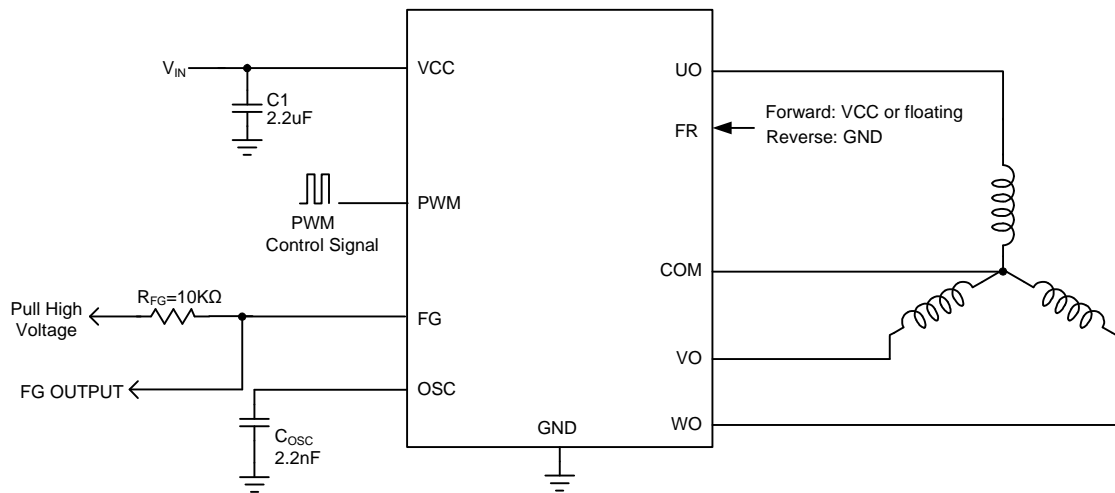 V_IN
C1
2.2uF
VCC
UO
FR
Forward: VCC or floating
Reverse: GND
PWM
PWM
Control Signal
COM
R_FG=10KΩ
Pull High
Voltage
FG
VO
FG OUTPUT
OSC
C_OSC
2.2nF
GND
WO